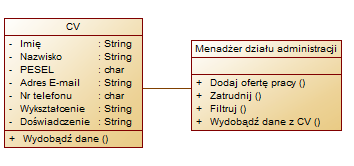 CV
- Imię : String
- Nazwisko : String
- PESEL : char
- Adres E-mail : String
- Nr telefonu : char
- Wykształcenie : String
- Doświadczenie : String
+ Wydobądź dane ()
Menadżer działu administracji
+ Dodaj ofertę pracy ()
+ Zatrudnij ()
+ Filtruj ()
+ Wydobądź dane z CV ()